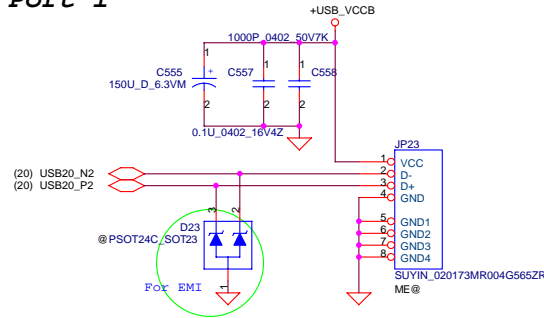 Port 1
+USB_VCCB
1000P_0402_50V7K
1
1
1
C555
+
C557
C558
150U_D_6.3VM
2
2
2
0.1U_0402_16V4Z
JP23
1
VCC
(20) USB20_N2
2
D-
(20) USB20_P2
3
D+
4
GND
3
2
5
GND1
D23
6
GND2
@PSOT24C_SOT23
7
GND3
8
GND4
SUYIN_020173MR004G565ZR
For EMI
1
ME@